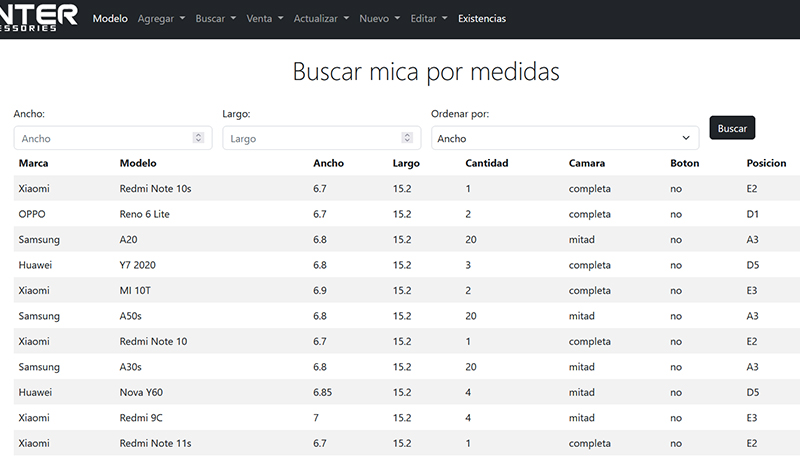 NTER
ESSORIES
Modelo Agregar Buscar Venta Actualizar Nuevo Editar Existencias
Buscar mica por medidas
Ancho: Largo: Ordenar por:
Ancho Largo Ancho Buscar
Marca Modelo Ancho Largo Cantidad Camara Boton Posicion
Xiaomi Redmi Note 10s 6.7 15.2 1 completa no E2
OPPO Reno 6 Lite 6.7 15.2 2 completa no D1
Samsung A20 6.8 15.2 20 mitad no A3
Huawei Y7 2020 6.8 15.2 3 completa no D5
Xiaomi MI 10T 6.9 15.2 2 completa no E3
Samsung A50s 6.8 15.2 20 mitad no A3
Xiaomi Redmi Note 10 6.7 15.2 1 completa no E2
Samsung A30s 6.8 15.2 20 mitad no A3
Huawei Nova Y60 6.85 15.2 4 mitad no D5
Xiaomi Redmi 9C 7 15.2 4 mitad no E3
Xiaomi Redmi Note 11s 6.7 15.2 1 completa no E2